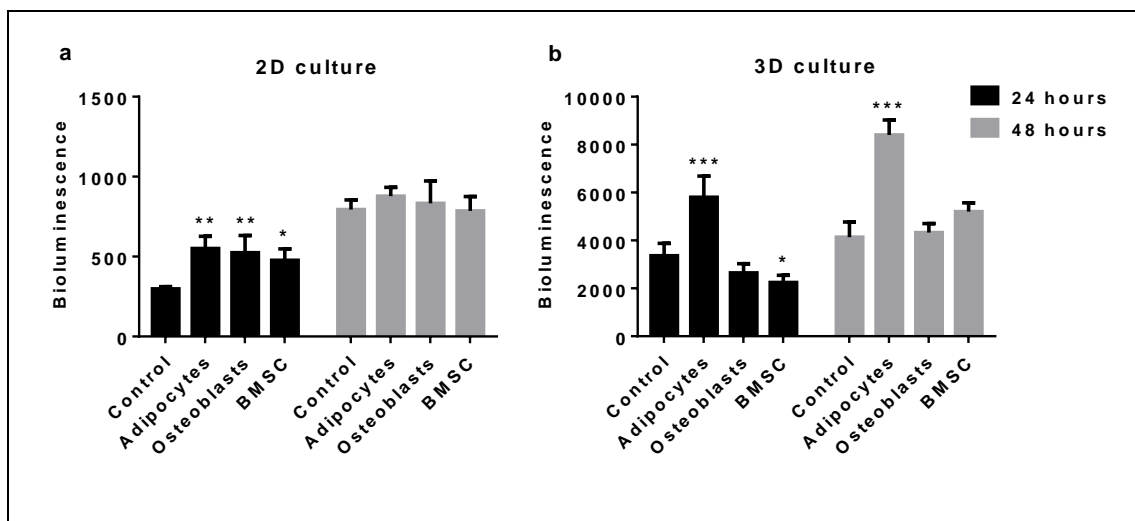 a
2D culture
Bioluminescence
1500
1000
500
0
** ** *
Control
Adipocytes
Osteoblasts
BMSC
Control
Adipocytes
Osteoblasts
BMSC
b
3D culture
24 hours
48 hours
Bioluminescence
10000
8000
6000
4000
2000
0
*** * ***
Control
Adipocytes
Osteoblasts
BMSC
Control
Adipocytes
Osteoblasts
BMSC